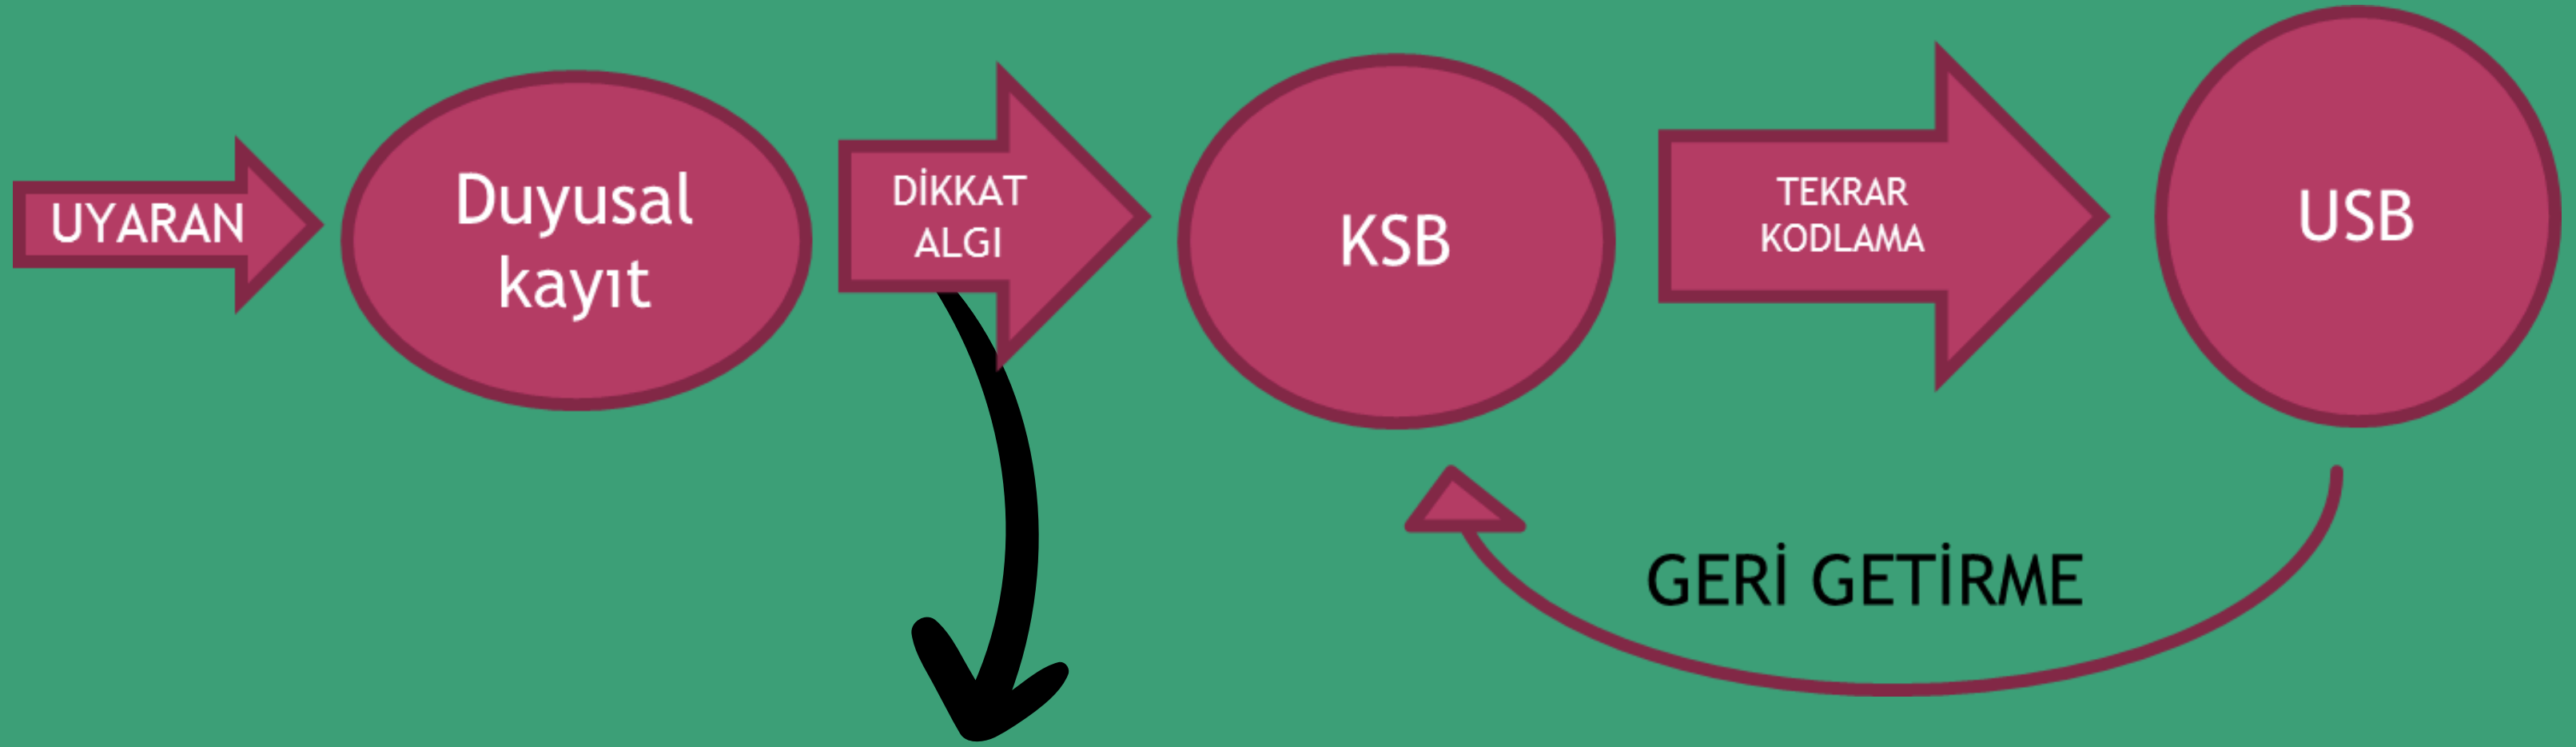 UYARAN
Duyusal
kayıt
DİKKAT
ALGI
KSB
TEKRAR
KODLAMA
USB
GERİ GETİRME